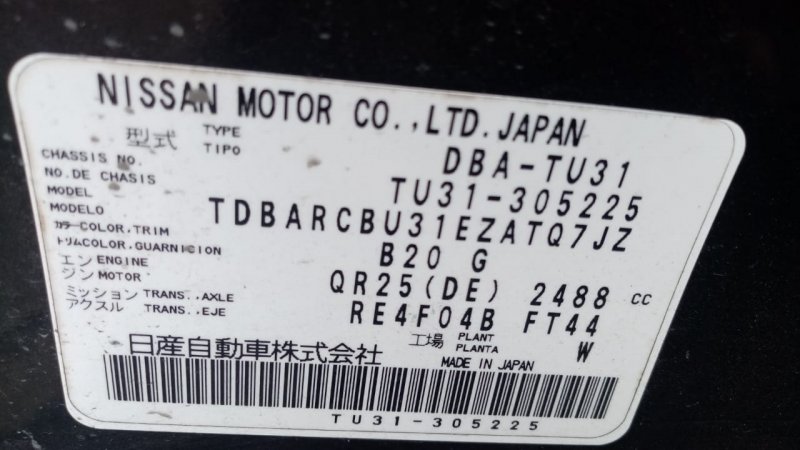 NISSAN MOTOR CO.,LTD.JAPAN
型式 TYPE TIPO DBA-TU31
CHASSIS NO. NO.DE CHASIS TU31-305225
MODEL MODELO TDBARCBU31EZATQ7JZ
カラー COLOR,TRIM トリムCOLOR,GUARNICION B20 G
エンジン ENGINE MOTOR QR25(DE) 2488 cc
ミッション アクスル TRANS.,AXLE TRANS.,EJE RE4F04B FT44
工場 PLANT PLANTA W
日産自動車株式会社 MADE IN JAPAN
TU31-305225